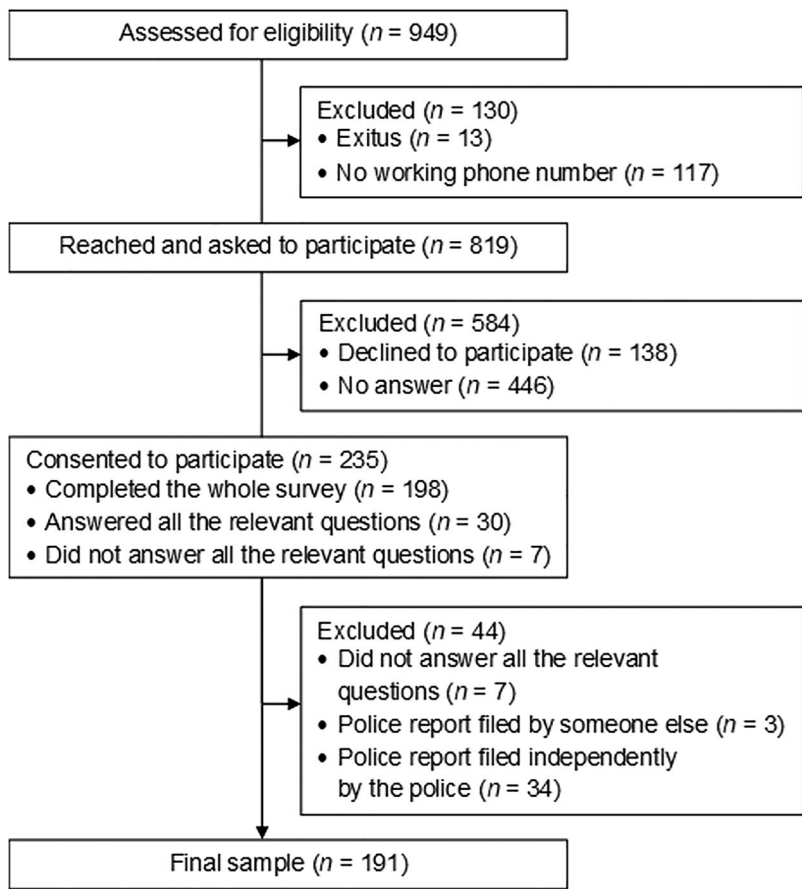 Assessed for eligibility (n = 949)
Excluded (n = 130)
• Exitus (n = 13)
• No working phone number (n = 117)
Reached and asked to participate (n = 819)
Excluded (n = 584)
• Declined to participate (n = 138)
• No answer (n = 446)
Consented to participate (n = 235)
• Completed the whole survey (n = 198)
• Answered all the relevant questions (n = 30)
• Did not answer all the relevant questions (n = 7)
Excluded (n = 44)
• Did not answer all the relevant
questions (n = 7)
• Police report filed by someone else (n = 3)
• Police report filed independently
by the police (n = 34)
Final sample (n = 191)